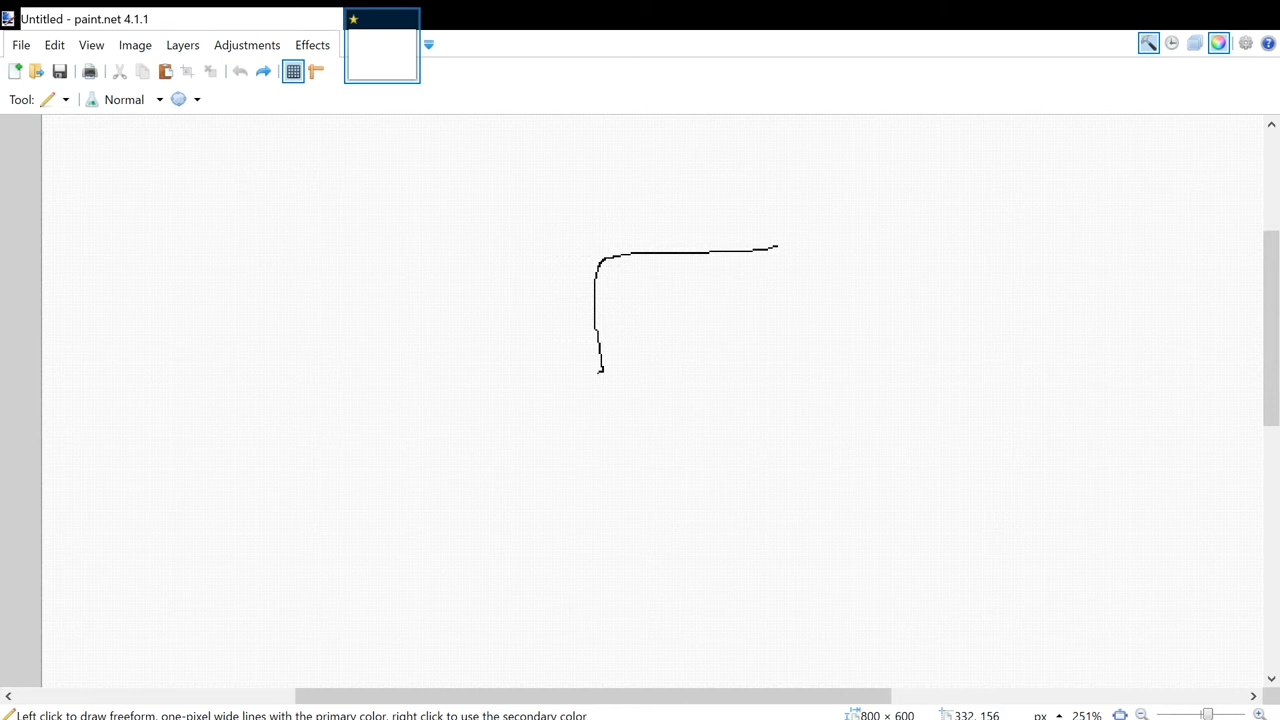 Untitled - paint.net 4.1.1
File Edit View Image Layers Adjustments Effects
Tool: Normal
Left click to draw freeform, one-pixel wide lines with the primary color, right click to use the secondary color 800 × 600 332, 156 px 251%